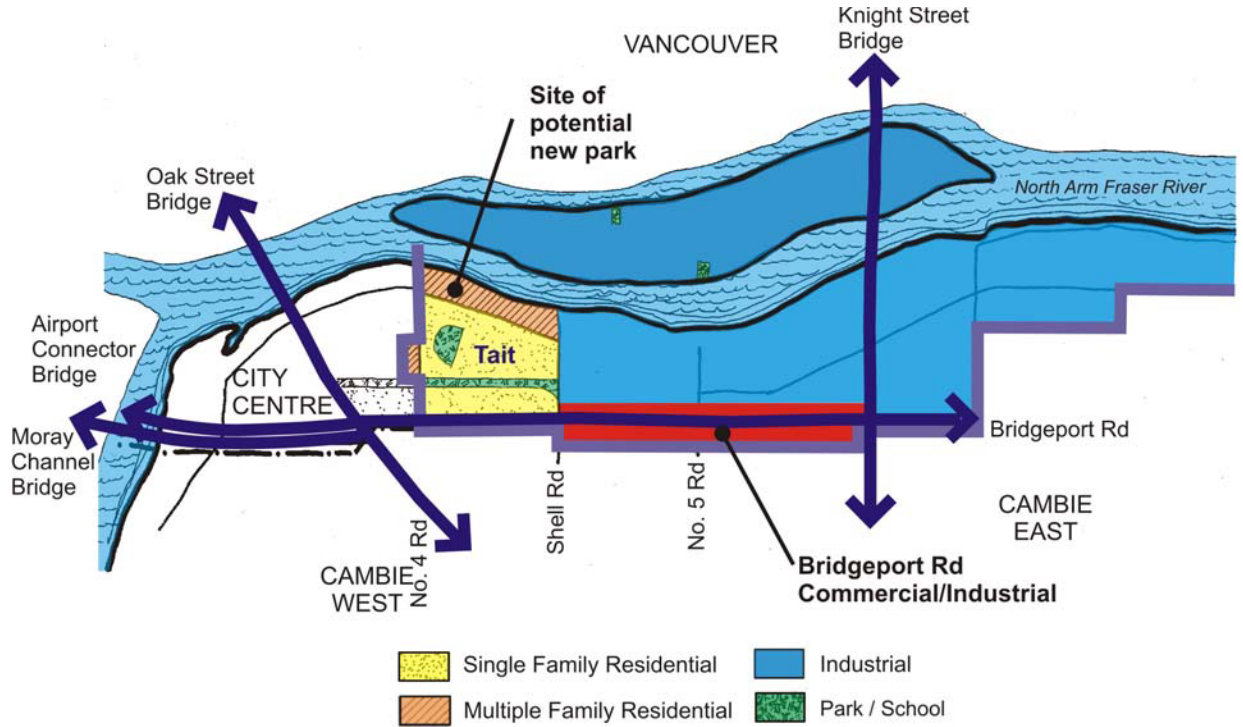 Knight Street
Bridge
VANCOUVER
Site of
potential
new park
Oak Street
Bridge
North Arm Fraser River
Airport
Connector
Bridge
Tait
CITY
CENTRE
Moray
Channel
Bridge
Bridgeport Rd
No. 4 Rd
Shell Rd
No. 5 Rd
CAMBIE
EAST
CAMBIE
WEST
Bridgeport Rd
Commercial/Industrial
Single Family Residential
Industrial
Multiple Family Residential
Park / School